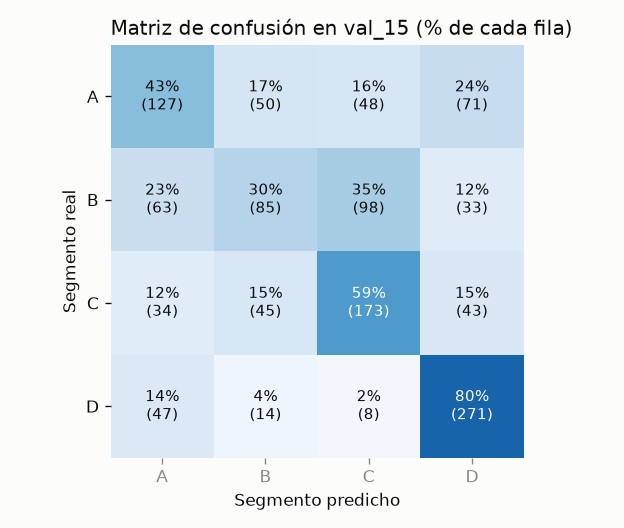 Matriz de confusión en val_15 (% de cada fila)
Segmento real
A
43% 17% 16% 24%
(127) (50) (48) (71)
B
23% 30% 35% 12%
(63) (85) (98) (33)
C
12% 15% 59% 15%
(34) (45) (173) (43)
D
14% 4% 2% 80%
(47) (14) (8) (271)
A B C D
Segmento predicho